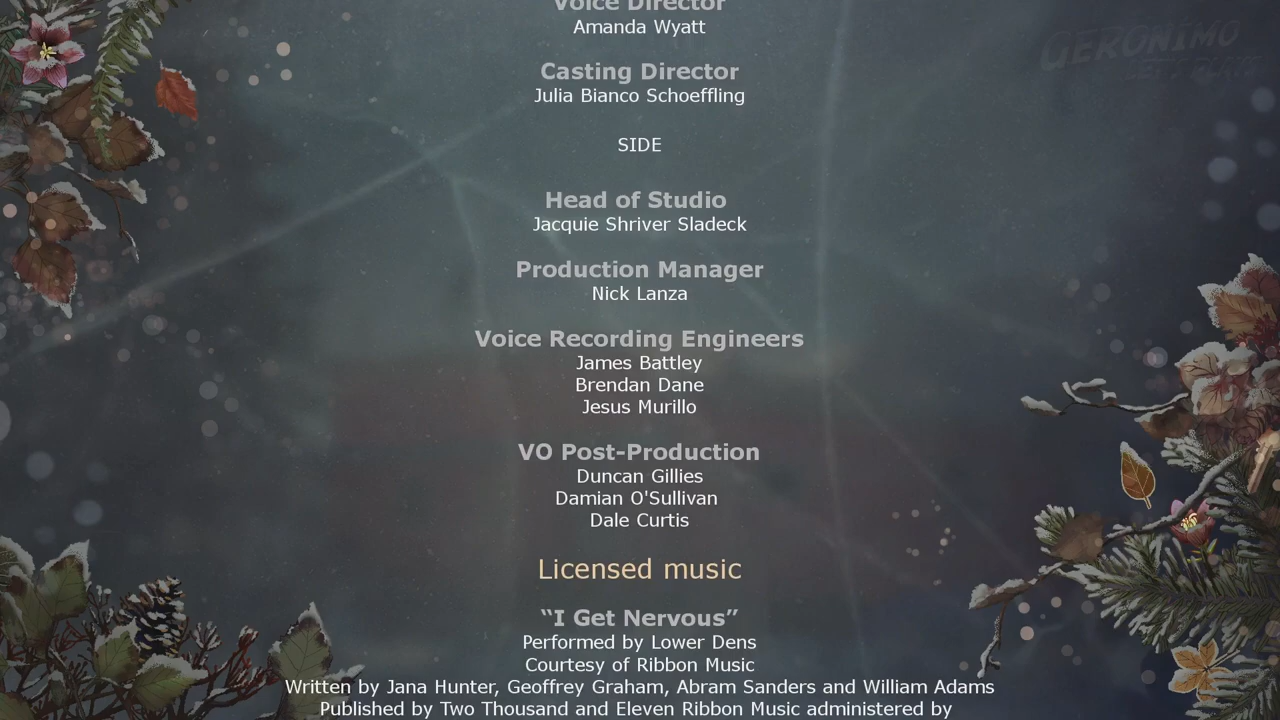 Voice Director
Amanda Wyatt
Casting Director
Julia Bianco Schoeffling
SIDE
Head of Studio
Jacquie Shriver Sladeck
Production Manager
Nick Lanza
Voice Recording Engineers
James Battley
Brendan Dane
Jesus Murillo
VO Post-Production
Duncan Gillies
Damian O'Sullivan
Dale Curtis
Licensed music
“I Get Nervous”
Performed by Lower Dens
Courtesy of Ribbon Music
Written by Jana Hunter, Geoffrey Graham, Abram Sanders and William Adams
Published by Two Thousand and Eleven Ribbon Music administered by
GERONIMO